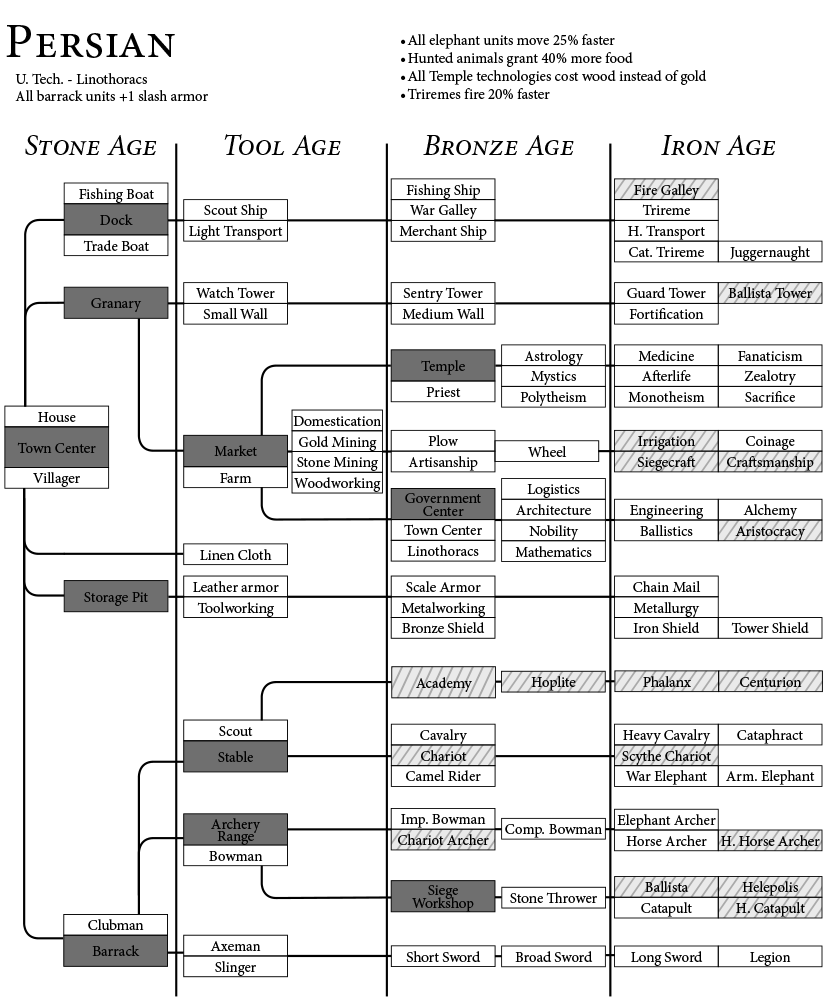 PERSIAN
U. Tech. - Linothoracs
All barrack units +1 slash armor
• All elephant units move 25% faster
• Hunted animals grant 40% more food
• All Temple technologies cost wood instead of gold
• Triremes fire 20% faster
STONE AGE TOOL AGE BRONZE AGE IRON AGE
Fishing Boat
Dock
Trade Boat
Scout Ship
Light Transport
Fishing Ship
War Galley
Merchant Ship
Fire Galley
Trireme
H. Transport
Cat. Trireme Juggernaught
Granary
Watch Tower
Small Wall
Sentry Tower
Medium Wall
Guard Tower Ballista Tower
Fortification
Temple
Priest
Astrology
Mystics
Polytheism
Medicine Fanaticism
Afterlife Zealotry
Monotheism Sacrifice
House
Town Center
Villager
Market
Farm
Domestication
Gold Mining
Stone Mining
Woodworking
Plow
Artisanship
Wheel
Irrigation Coinage
Siegecraft Craftsmanship
Government
Center
Town Center
Linothoracs
Logistics
Architecture
Nobility
Mathematics
Engineering Alchemy
Ballistics Aristocracy
Linen Cloth
Storage Pit
Leather armor
Toolworking
Scale Armor
Metalworking
Bronze Shield
Chain Mail
Metallurgy
Iron Shield Tower Shield
Academy Hoplite Phalanx Centurion
Scout
Stable
Cavalry
Chariot
Camel Rider
Heavy Cavalry Cataphract
Scythe Chariot
War Elephant Arm. Elephant
Archery
Range
Bowman
Imp. Bowman
Chariot Archer
Comp. Bowman
Elephant Archer
Horse Archer H. Horse Archer
Siege
Workshop
Stone Thrower
Ballista Helepolis
Catapult H. Catapult
Clubman
Barrack
Axeman
Slinger
Short Sword Broad Sword Long Sword Legion